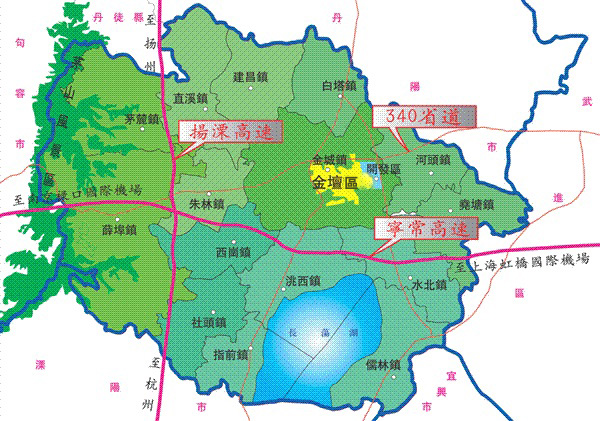 丹徒縣
至揚州
丹
陽
市
武
進
區
句容市
茅山風景區
建昌鎮
直溪鎮
白塔鎮
茅麓鎮
揚溧高速
340省道
河頭鎮
金城鎮
開發區
金壇區
至南京祿口國際機場
朱林鎮
堯塘鎮
薛埠鎮
寧常高速
西崗鎮
至上海虹橋國際機場
洮西鎮
水北鎮
社頭鎮
長蕩湖
指前鎮
儒林鎮
至杭州
溧
陽
市
宜興市